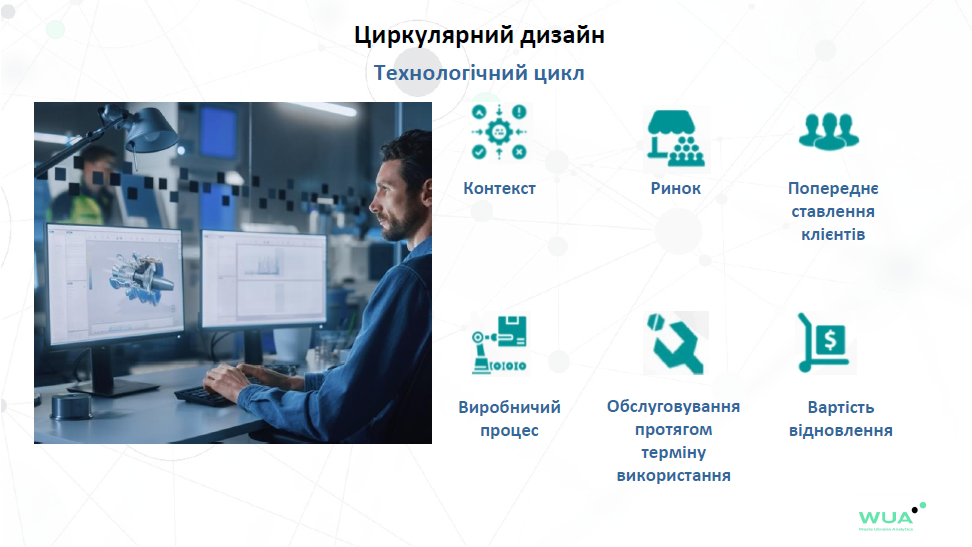 Циркулярний дизайн
Технологічний цикл
Контекст
Ринок
Попереднє
ставлення
клієнтів
$
Виробничий
процес
Обслуговування
протягом
терміну
використання
Вартість
відновлення
WUA